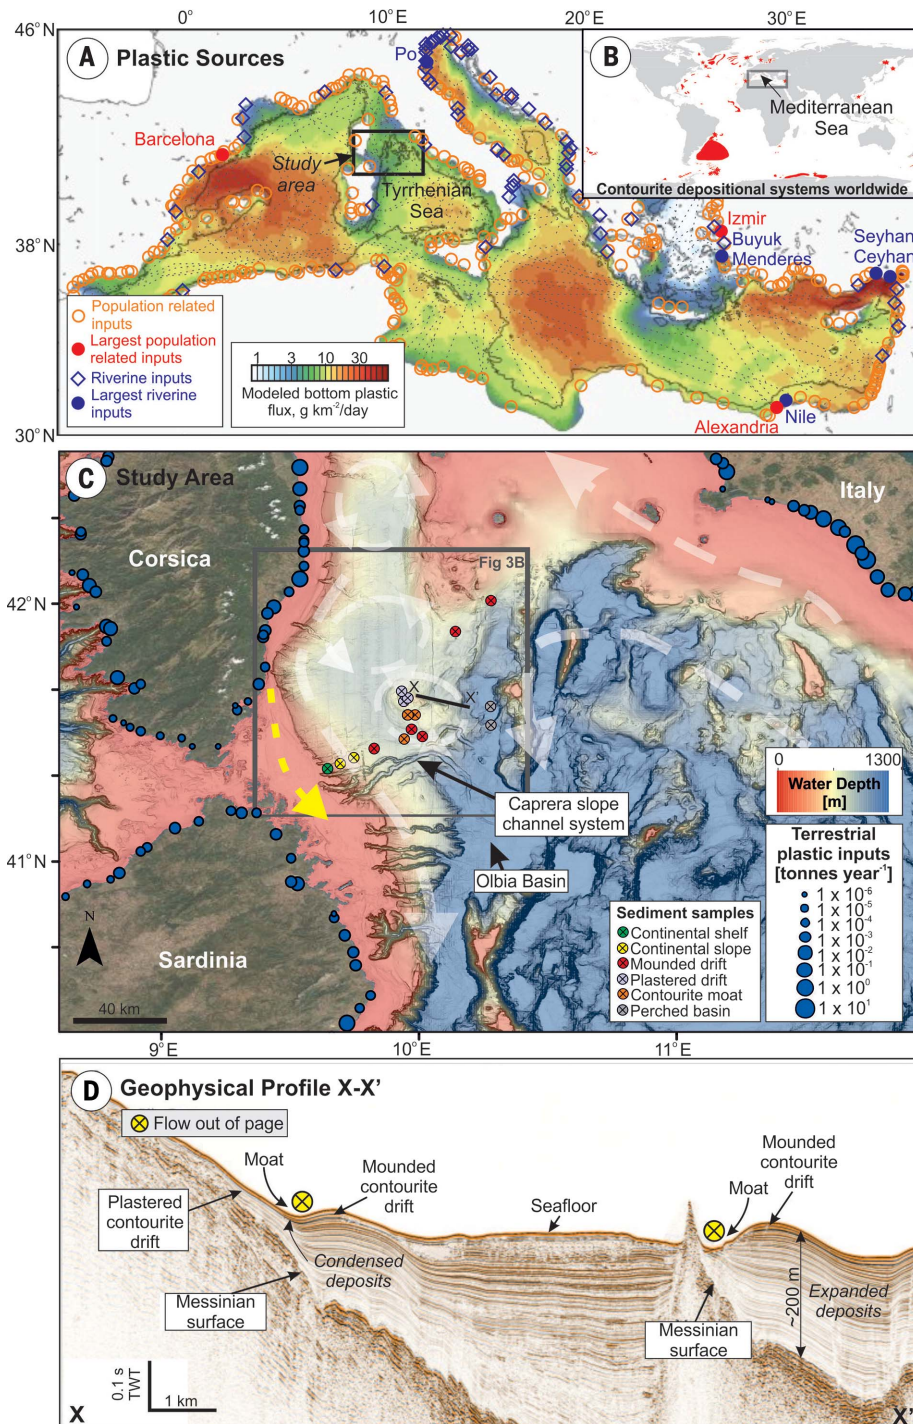 0°
10°E
20°E
30°E
46°N
38°N
30°N
A Plastic Sources
Po
Barcelona
Study
area
Tyrrhenian
Sea
Izmir
Buyuk
Menderes
Seyhan
Ceyhan
Nile
Alexandria
Population related
inputs
Largest population
related inputs
Riverine inputs
Largest riverine
inputs
1 3 10 30
Modeled bottom plastic
flux, g km⁻²/day
B
Mediterranean
Sea
Contourite depositional systems worldwide
C Study Area
Italy
Corsica
Fig 3B
42°N
X X'
Caprera slope
channel system
41°N
Olbia Basin
N
Sardinia
40 km
0 1300
Water Depth
[m]
Terrestrial
plastic inputs
[tonnes year⁻¹]
1 x 10⁻⁶
1 x 10⁻⁵
1 x 10⁻⁴
1 x 10⁻³
1 x 10⁻²
1 x 10⁻¹
1 x 10⁰
1 x 10¹
Sediment samples
Continental shelf
Continental slope
Mounded drift
Plastered drift
Contourite moat
Perched basin
9°E
10°E
11°E
D Geophysical Profile X-X'
Flow out of page
Moat
Mounded
contourite
drift
Plastered
contourite
drift
Seafloor
Mounded
contourite
drift
Moat
Condensed
deposits
Messinian
surface
Messinian
surface
~200 m
Expanded
deposits
0.1 s
TWT
1 km
X
X'